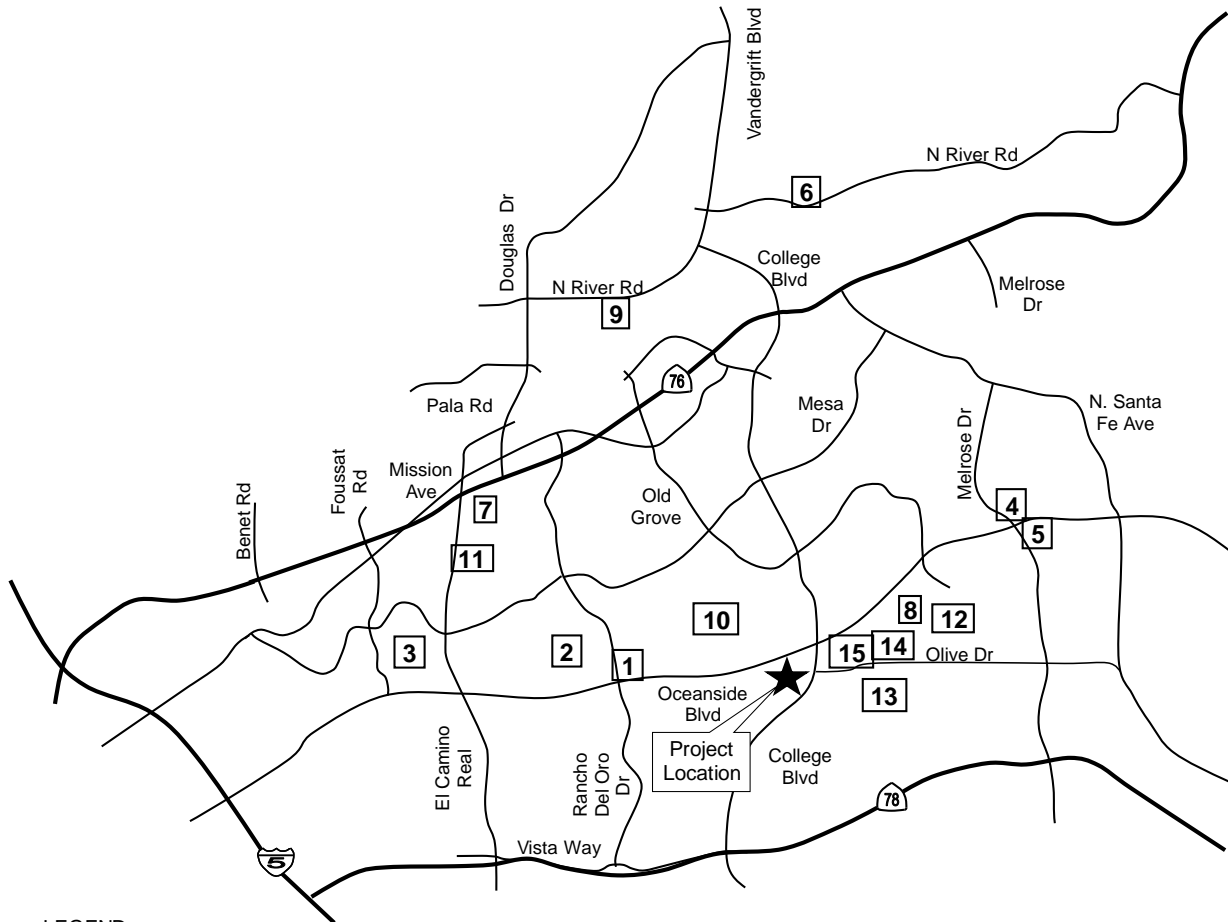 Vandergrift Blvd
N River Rd
6
Douglas Dr
College
Blvd
N River Rd
Melrose
Dr
9
76
Pala Rd
Mesa
Dr
N. Santa
Fe Ave
Melrose Dr
Foussat
Rd
Mission
Ave
Old
Grove
Benet Rd
7
4
5
11
8
12
10
3
2
1
15
14
Olive Dr
13
Oceanside
Blvd
Project
Location
El Camino
Real
Rancho
Del Oro
Dr
College
Blvd
78
Vista Way
5
LEGEND